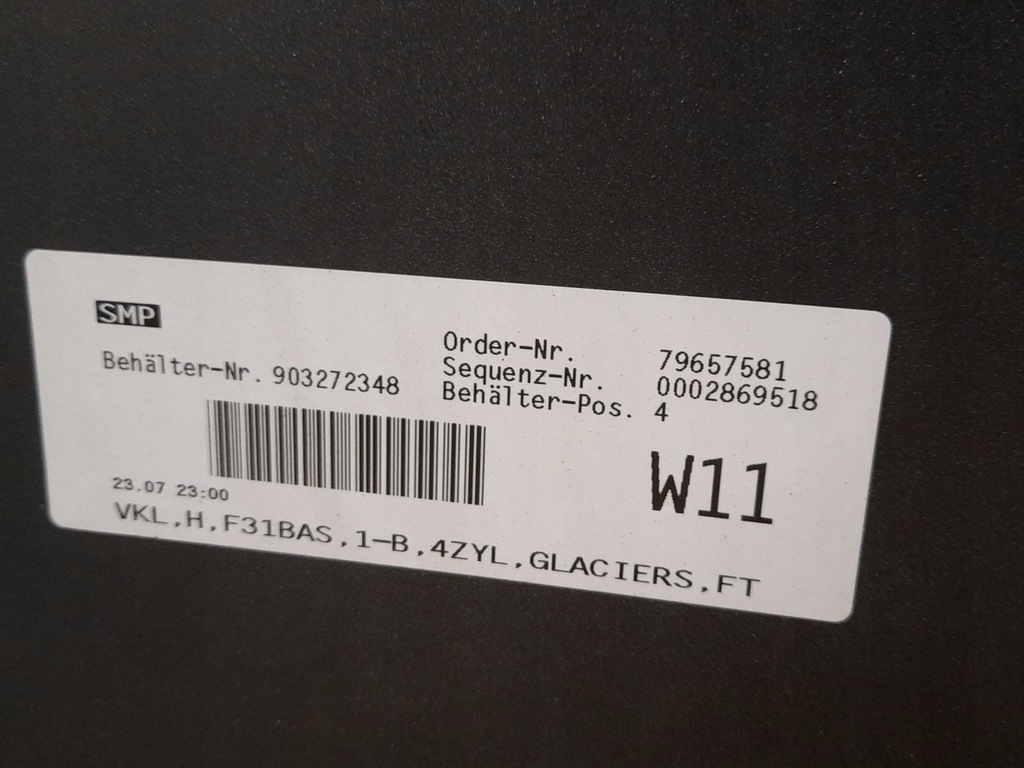 SMP
Behälter-Nr. 903272348
Order-Nr. 79657581
Sequenz-Nr. 0002869518
Behälter-Pos. 4
W11
23.07 23:00
VKL,H,F31BAS,1-B,4ZYL,GLACIERS,FT